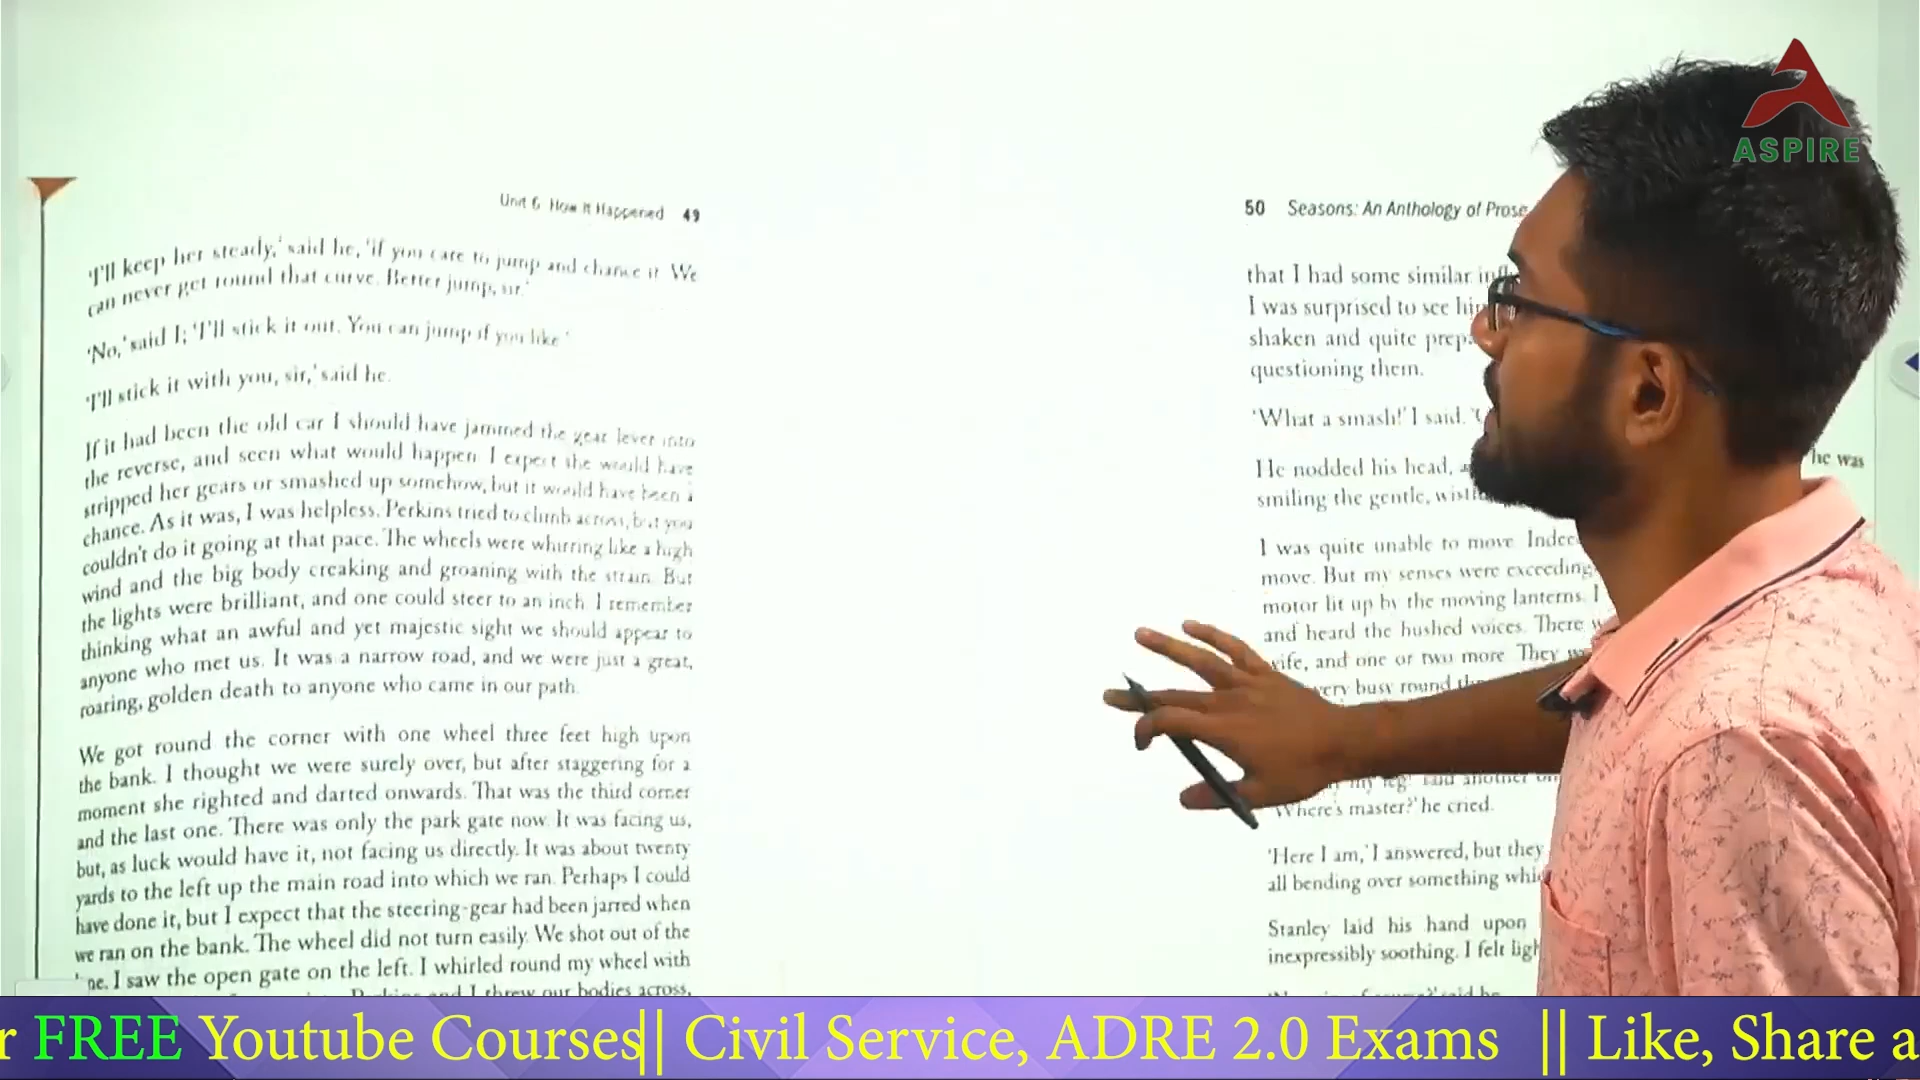 ASPIRE
Unit 6 How it Happened 49
'I'll keep her steady,' said he, 'if you care to jump and chance it. We
can never get round that curve. Better jump, sir.'
'No,' said I; 'I'll stick it out. You can jump if you like.'
'I'll stick it with you, sir,' said he.
If it had been the old car I should have jammed the gear lever into
the reverse, and seen what would happen. I expect she would have
stripped her gears or smashed up somehow, but it would have been a
chance. As it was, I was helpless. Perkins tried to climb across, but you
couldn't do it going at that pace. The wheels were whirring like a high
wind and the big body creaking and groaning with the strain. But
the lights were brilliant, and one could steer to an inch. I remember
thinking what an awful and yet majestic sight we should appear to
anyone who met us. It was a narrow road, and we were just a great,
roaring, golden death to anyone who came in our path.
We got round the corner with one wheel three feet high upon
the bank. I thought we were surely over, but after staggering for a
moment she righted and darted onwards. That was the third corner
and the last one. There was only the park gate now. It was facing us,
but, as luck would have it, not facing us directly. It was about twenty
yards to the left up the main road into which we ran. Perhaps I could
have done it, but I expect that the steering-gear had been jarred when
we ran on the bank. The wheel did not turn easily. We shot out of the
I saw the open gate on the left. I whirled round my wheel with
Perkins and I threw our bodies across,
50 Seasons: An Anthology of Prose
that I had some similar
I was surprised to see
shaken and quite
questioning them.
'What a smash!' I said.
He nodded his head, he was
smiling the gentle,
I was quite unable to move. Indeed
move. But my senses were exceeding
motor lit up by the moving lanterns. I
and heard the hushed voices. There
wife, and one or two more. They
very busy round
my leg!' said another
'Where's master?' he cried.
'Here I am,' I answered, but they
all bending over something
Stanley laid his hand upon
inexpressibly soothing. I felt
said he
FREE Youtube Courses|| Civil Service, ADRE 2.0 Exams || Like, Share a